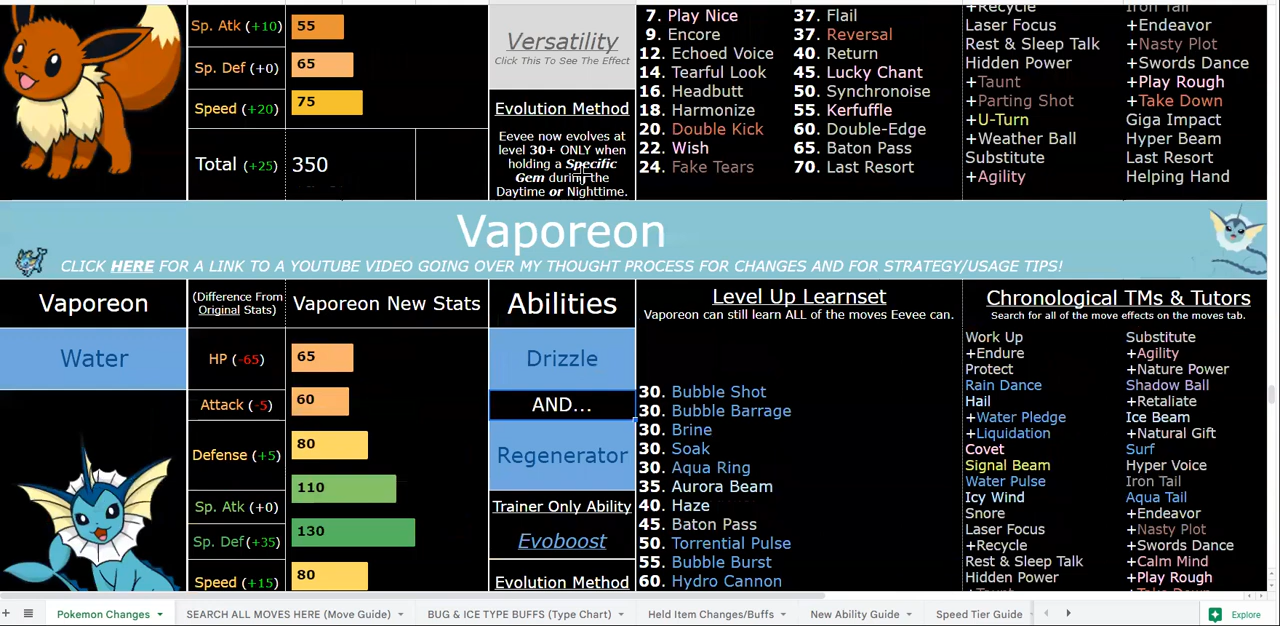 Sp. Atk (+10) 55
Sp. Def (+0) 65
Speed (+20) 75
Total (+25) 350
Versatility
Click This To See The Effect
Evolution Method
Eevee now evolves at
level 30+ ONLY when
holding a Specific
Gem during the
Daytime or Nighttime.
7. Play Nice
9. Encore
12. Echoed Voice
14. Tearful Look
16. Headbutt
18. Harmonize
20. Double Kick
22. Wish
24. Fake Tears
37. Flail
37. Reversal
40. Return
45. Lucky Chant
50. Synchronoise
55. Kerfuffle
60. Double-Edge
65. Baton Pass
70. Last Resort
+Recycle
Laser Focus
Rest & Sleep Talk
Hidden Power
+Taunt
+Parting Shot
+U-Turn
+Weather Ball
Substitute
+Agility
Iron Tail
+Endeavor
+Nasty Plot
+Swords Dance
+Play Rough
+Take Down
Giga Impact
Hyper Beam
Last Resort
Helping Hand
Vaporeon
CLICK HERE FOR A LINK TO A YOUTUBE VIDEO GOING OVER MY THOUGHT PROCESS FOR CHANGES AND FOR STRATEGY/USAGE TIPS!
Vaporeon
Water
(Difference From
Original Stats)
Vaporeon New Stats
HP (-65) 65
Attack (-5) 60
Defense (+5) 80
Sp. Atk (+0) 110
Sp. Def (+35) 130
Speed (+15) 80
Abilities
Drizzle
AND...
Regenerator
Trainer Only Ability
Evoboost
Evolution Method
Level Up Learnset
Vaporeon can still learn ALL of the moves Eevee can.
30. Bubble Shot
30. Bubble Barrage
30. Brine
30. Soak
30. Aqua Ring
35. Aurora Beam
40. Haze
45. Baton Pass
50. Torrential Pulse
55. Bubble Burst
60. Hydro Cannon
Chronological TMs & Tutors
Search for all of the move effects on the moves tab.
Work Up
+Endure
Protect
Rain Dance
Hail
+Water Pledge
+Liquidation
Covet
Signal Beam
Water Pulse
Icy Wind
Snore
Laser Focus
+Recycle
Rest & Sleep Talk
Hidden Power
Substitute
+Agility
+Nature Power
Shadow Ball
+Retaliate
Ice Beam
+Natural Gift
Surf
Hyper Voice
Iron Tail
Aqua Tail
+Endeavor
+Nasty Plot
+Swords Dance
+Calm Mind
+Play Rough
Pokemon Changes
SEARCH ALL MOVES HERE (Move Guide)
BUG & ICE TYPE BUFFS (Type Chart)
Held Item Changes/Buffs
New Ability Guide
Speed Tier Guide
Explore